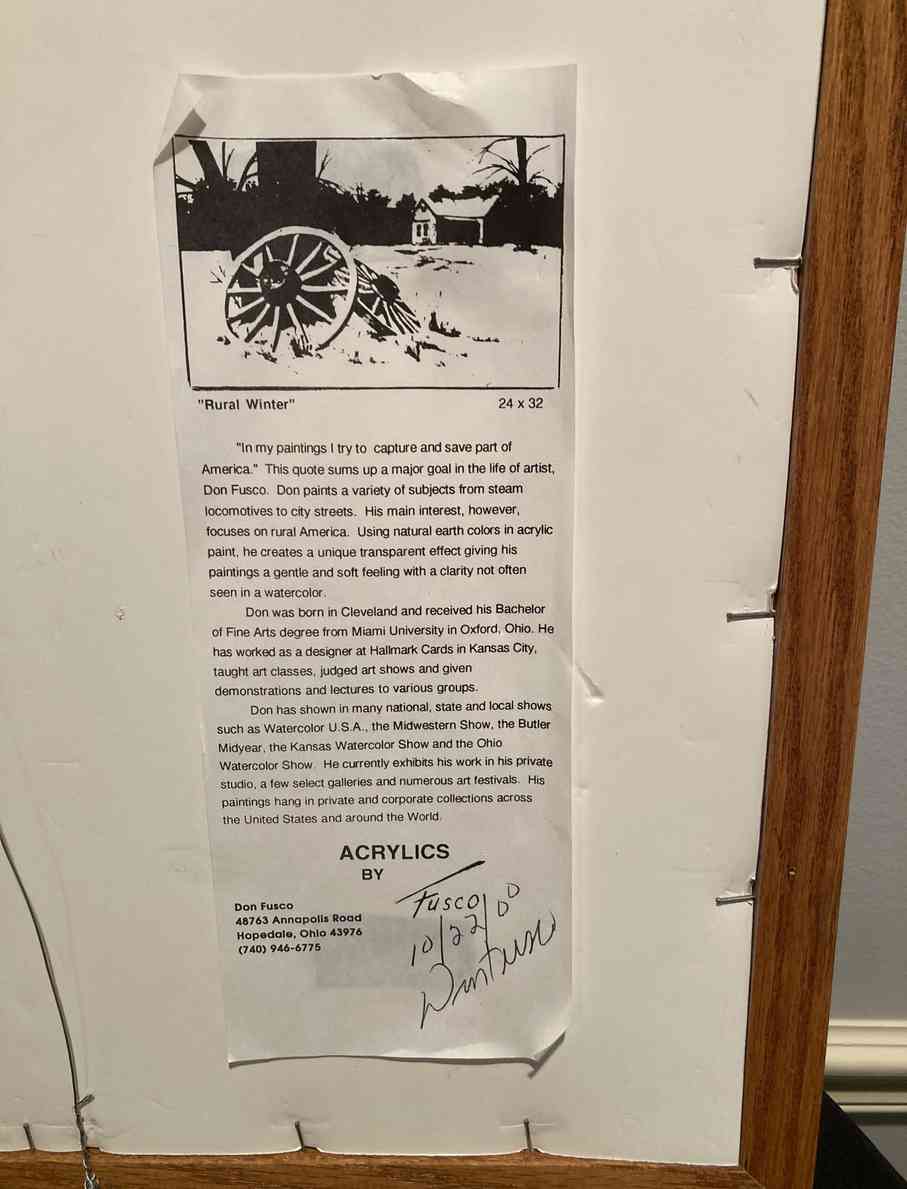 "Rural Winter" 24 x 32
"In my paintings I try to capture and save part of
America." This quote sums up a major goal in the life of artist,
Don Fusco. Don paints a variety of subjects from steam
locomotives to city streets. His main interest, however,
focuses on rural America. Using natural earth colors in acrylic
paint, he creates a unique transparent effect giving his
paintings a gentle and soft feeling with a clarity not often
seen in a watercolor.
Don was born in Cleveland and received his Bachelor
of Fine Arts degree from Miami University in Oxford, Ohio. He
has worked as a designer at Hallmark Cards in Kansas City,
taught art classes, judged art shows and given
demonstrations and lectures to various groups.
Don has shown in many national, state and local shows
such as Watercolor U.S.A., the Midwestern Show, the Butler
Midyear, the Kansas Watercolor Show and the Ohio
Watercolor Show. He currently exhibits his work in his private
studio, a few select galleries and numerous art festivals. His
paintings hang in private and corporate collections across
the United States and around the World.
ACRYLICS
BY
Fusco
Don Fusco
48763 Annapolis Road
Hopedale, Ohio 43976
(740) 946-6775
10/22/00